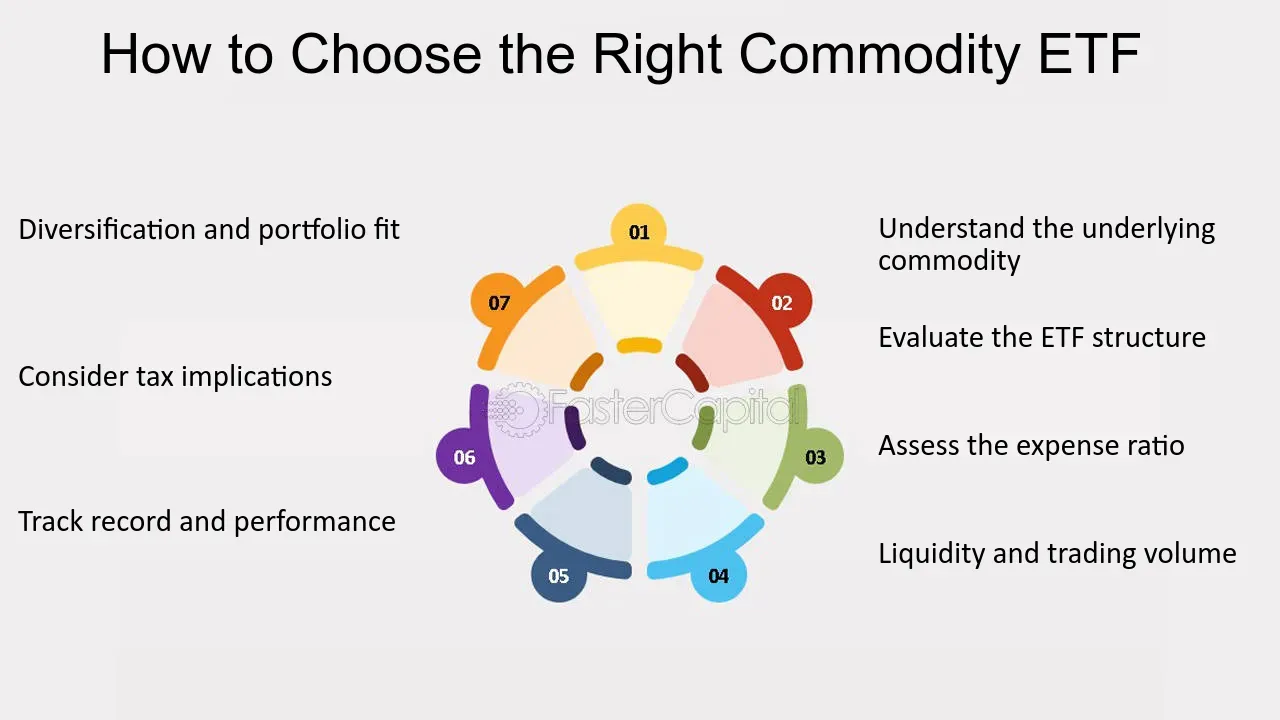 How to Choose the Right Commodity ETF
Diversification and portfolio fit
Consider tax implications
Track record and performance
01
02
03
04
05
06
07
FasterCapital
Understand the underlying
commodity
Evaluate the ETF structure
Assess the expense ratio
Liquidity and trading volume